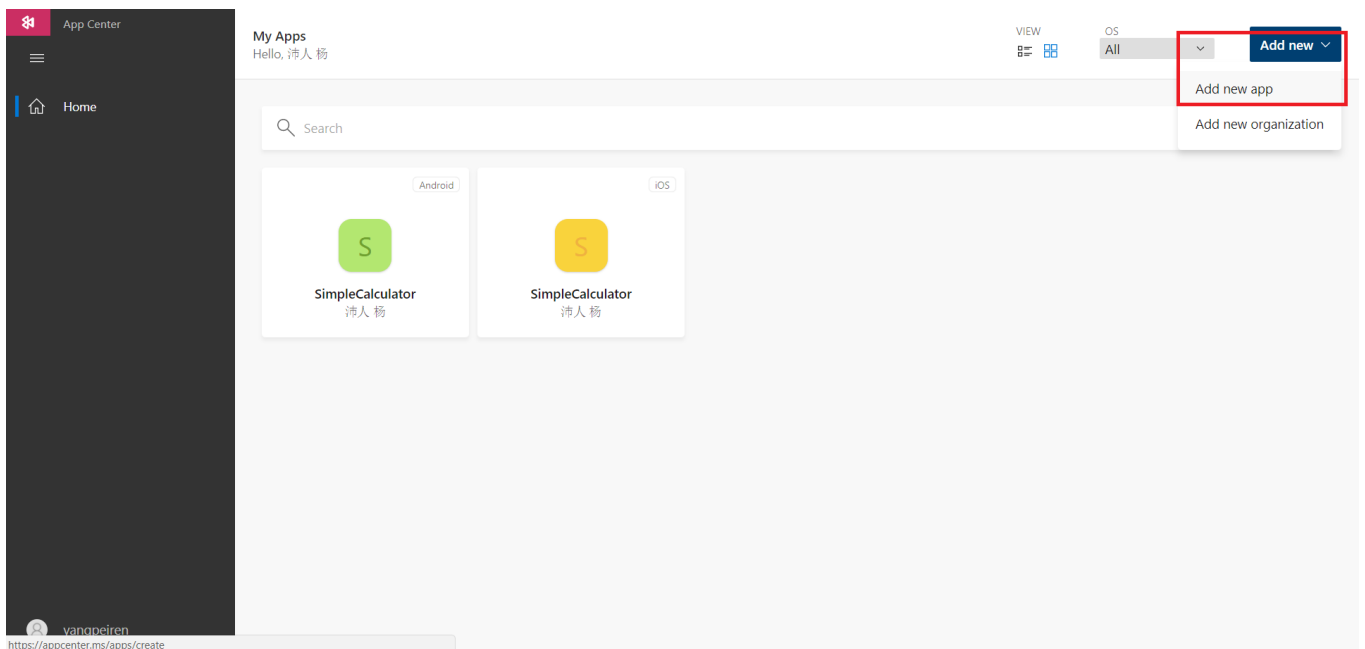 App Center
My Apps
Hello, 沛人 杨
VIEW
OS
All
Add new
Add new app
Add new organization
Home
Search
Android
S
SimpleCalculator
沛人 杨
iOS
S
SimpleCalculator
沛人 杨
yangpeiren
https://appcenter.ms/apps/create